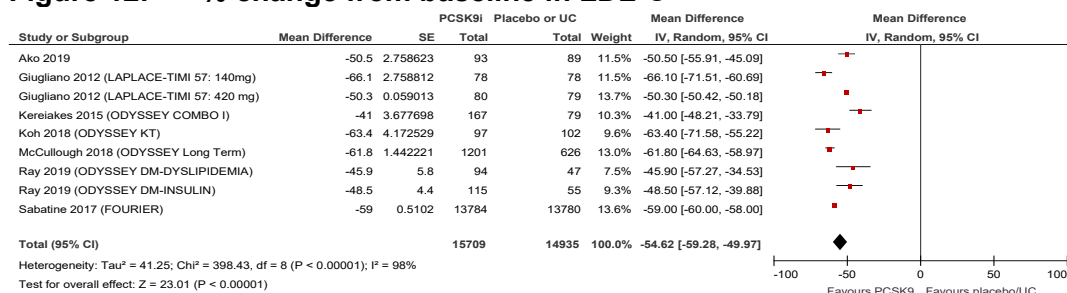 PCSK9i Placebo or UC Mean Difference Mean Difference
Study or Subgroup Mean Difference SE Total Total Weight IV, Random, 95% CI IV, Random, 95% CI
Ako 2019 -50.5 2.758623 93 89 11.5% -50.50 [-55.91, -45.09]
Giugliano 2012 (LAPLACE-TIMI 57: 140mg) -66.1 2.758812 78 78 11.5% -66.10 [-71.51, -60.69]
Giugliano 2012 (LAPLACE-TIMI 57: 420 mg) -50.3 0.059013 80 79 13.7% -50.30 [-50.42, -50.18]
Kereiakes 2015 (ODYSSEY COMBO I) -41 3.677698 167 79 10.3% -41.00 [-48.21, -33.79]
Koh 2018 (ODYSSEY KT) -63.4 4.172529 97 102 9.6% -63.40 [-71.58, -55.22]
McCullough 2018 (ODYSSEY Long Term) -61.8 1.442221 1201 626 13.0% -61.80 [-64.63, -58.97]
Ray 2019 (ODYSSEY DM-DYSLIPIDEMIA) -45.9 5.8 94 47 7.5% -45.90 [-57.27, -34.53]
Ray 2019 (ODYSSEY DM-INSULIN) -48.5 4.4 115 55 9.3% -48.50 [-57.12, -39.88]
Sabatine 2017 (FOURIER) -59 0.5102 13784 13780 13.6% -59.00 [-60.00, -58.00]
Total (95% CI) 15709 14935 100.0% -54.62 [-59.28, -49.97]
Heterogeneity: Tau² = 41.25; Chi² = 398.43, df = 8 (P < 0.00001); I² = 98%
Test for overall effect: Z = 23.01 (P < 0.00001)
-100 -50 0 50 100
Favours PCSK9 Favours placebo/UC